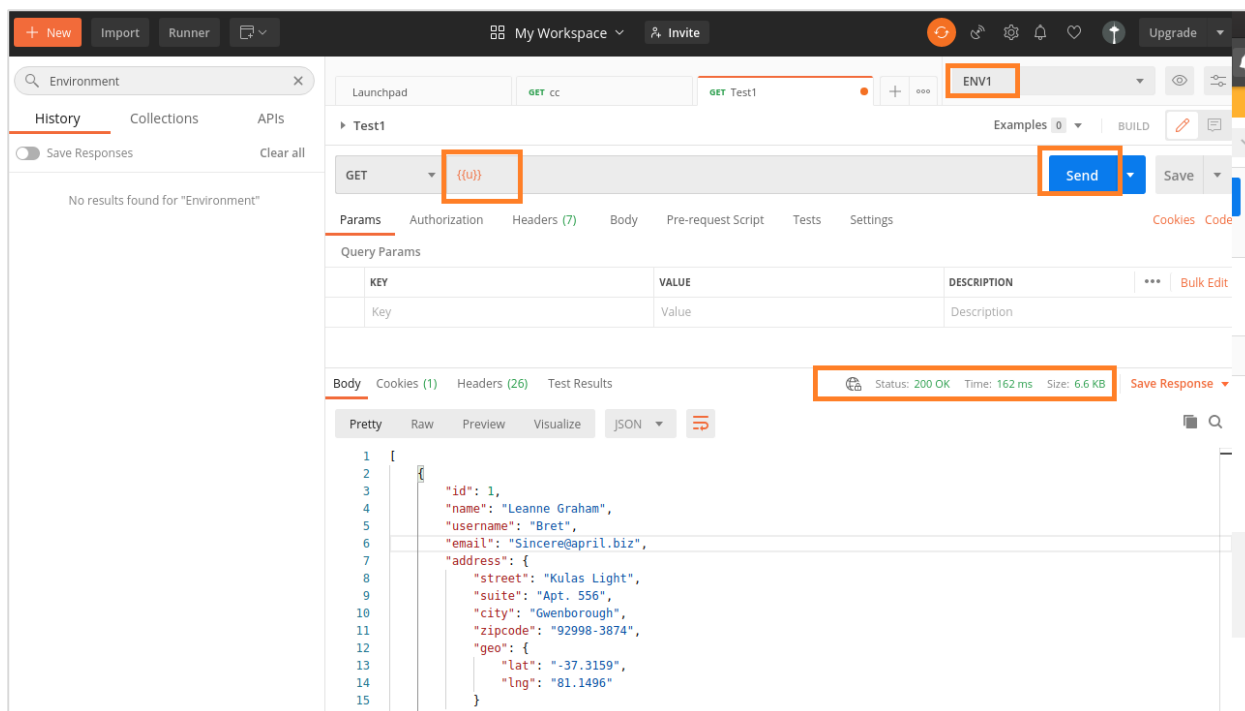 + New Import Runner My Workspace Invite Upgrade
Environment
ENV1
Launchpad GET cc GET Test1
History Collections APIs
Test1 Examples 0 BUILD
Save Responses Clear all
GET {{u}} Send Save
No results found for "Environment"
Params Authorization Headers (7) Body Pre-request Script Tests Settings Cookies Code
Query Params
KEY VALUE DESCRIPTION Bulk Edit
Key Value Description
Body Cookies (1) Headers (26) Test Results Status: 200 OK Time: 162 ms Size: 6.6 KB Save Response
Pretty Raw Preview Visualize JSON
1 [
2 {
3 "id": 1,
4 "name": "Leanne Graham",
5 "username": "Bret",
6 "email": "Sincere@april.biz",
7 "address": {
8 "street": "Kulas Light",
9 "suite": "Apt. 556",
10 "city": "Gwenborough",
11 "zipcode": "92998-3874",
12 "geo": {
13 "lat": "-37.3159",
14 "lng": "81.1496"
15 }